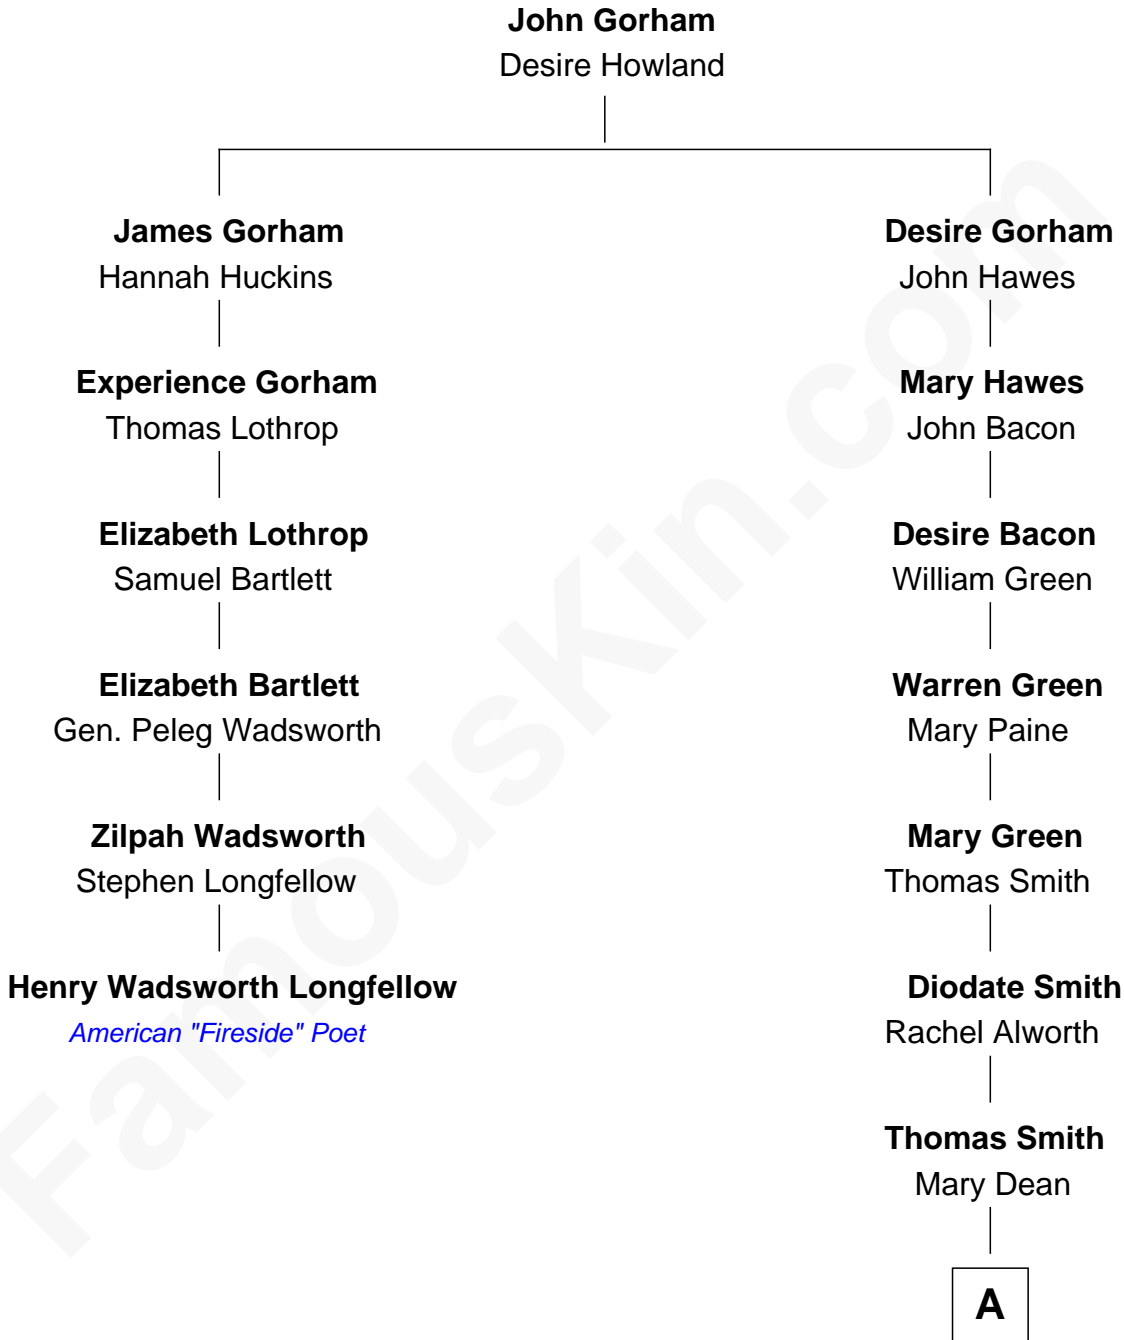 John Gorham
Desire Howland
James Gorham
Hannah Huckins
Experience Gorham
Thomas Lothrop
Elizabeth Lothrop
Samuel Bartlett
Elizabeth Bartlett
Gen. Peleg Wadsworth
Zilpah Wadsworth
Stephen Longfellow
Henry Wadsworth Longfellow
American "Fireside" Poet
Desire Gorham
John Hawes
Mary Hawes
John Bacon
Desire Bacon
William Green
Warren Green
Mary Paine
Mary Green
Thomas Smith
Diodate Smith
Rachel Alworth
Thomas Smith
Mary Dean
A
FamousKin.com